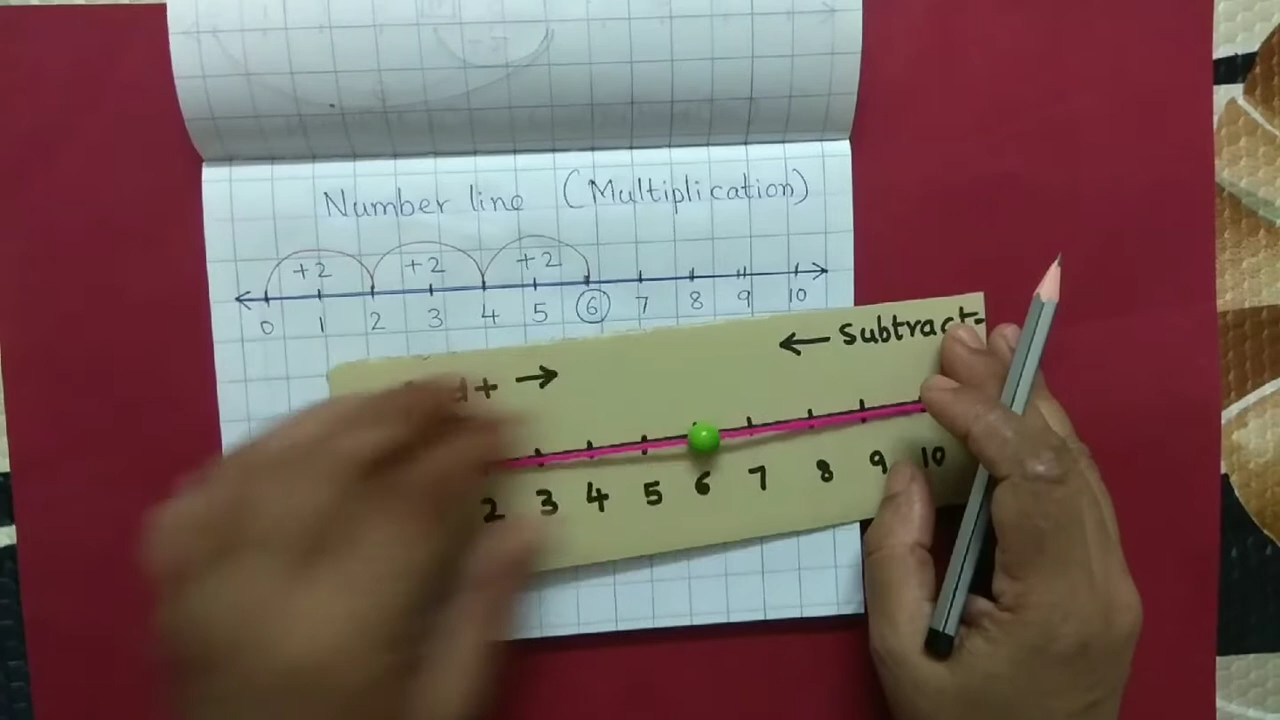 Number line (Multiplication)
+2 +2 +2
0 1 2 3 4 5 6 7 8 9 10
← Subtract-
+ →
2 3 4 5 6 7 8 9 10